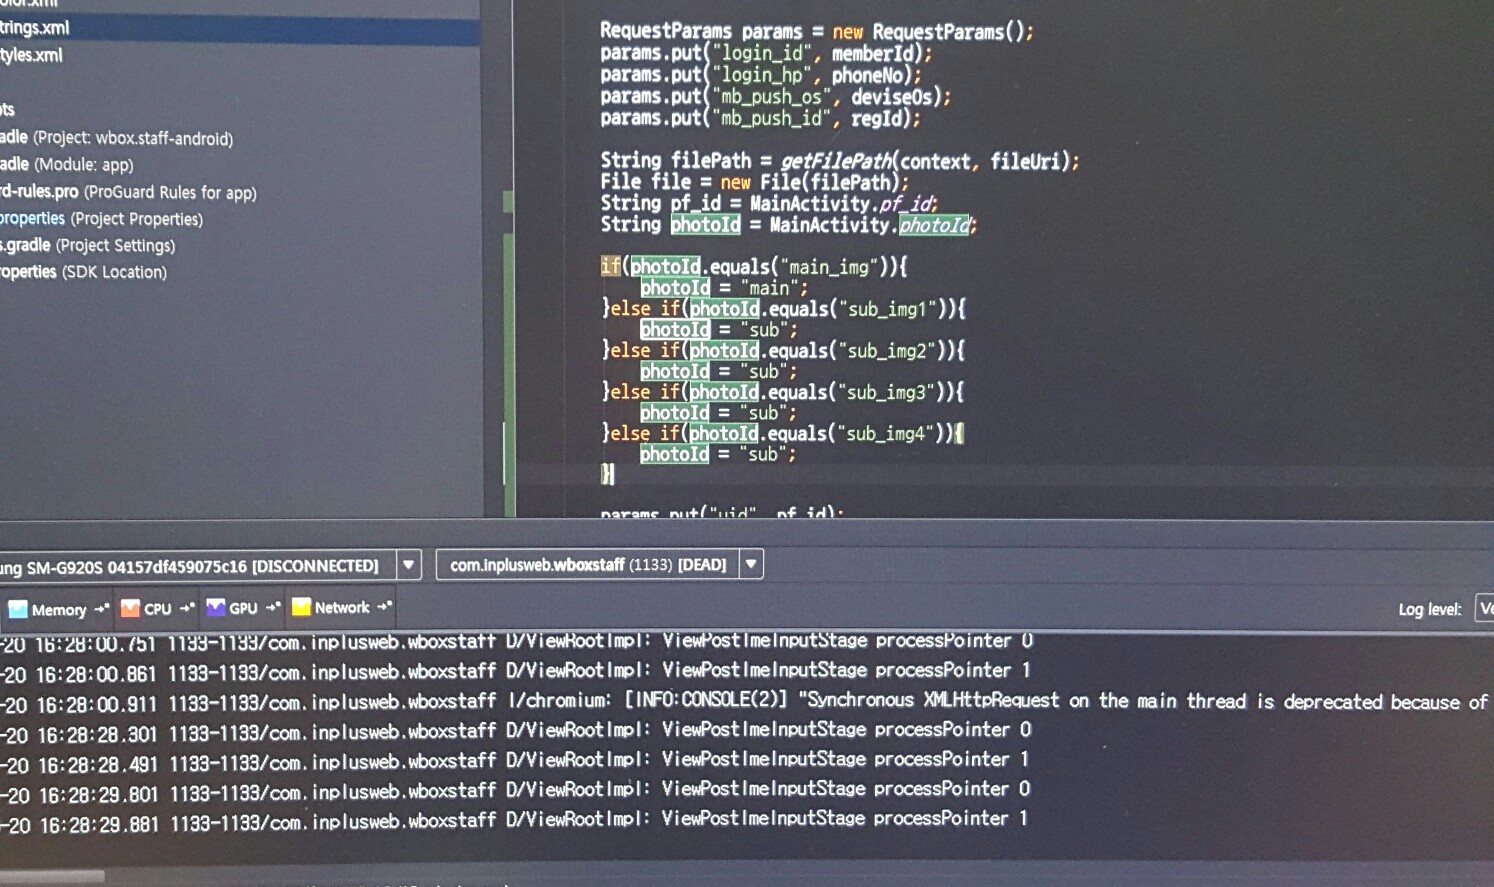 trings.xml
tyles.xml
ts
adle (Project: wbox.staff-android)
adle (Module: app)
rd-rules.pro (ProGuard Rules for app)
properties (Project Properties)
s.gradle (Project Settings)
operties (SDK Location)
RequestParams params = new RequestParams();
params.put("login_id", memberId);
params.put("login_hp", phoneNo);
params.put("mb_push_os", deviseOs);
params.put("mb_push_id", regId);
String filePath = getFilePath(context, fileUri);
File file = new File(filePath);
String pf_id = MainActivity.pf_id;
String photoId = MainActivity.photoId;
if(photoId.equals("main_img")){
photoId = "main";
}else if(photoId.equals("sub_img1")){
photoId = "sub";
}else if(photoId.equals("sub_img2")){
photoId = "sub";
}else if(photoId.equals("sub_img3")){
photoId = "sub";
}else if(photoId.equals("sub_img4")){
photoId = "sub";
}
params.put("uid", pf_id);
ung SM-G920S 04157df459075c16 [DISCONNECTED]
com.inplusweb.wboxstaff (1133) [DEAD]
Memory
CPU
GPU
Network
Log level:
Ve
-20 16:28:00.751 1133-1133/com.inplusweb.wboxstaff D/ViewRootImpl: ViewPostImeInputStage processPointer 0
-20 16:28:00.861 1133-1133/com.inplusweb.wboxstaff D/ViewRootImpl: ViewPostImeInputStage processPointer 1
-20 16:28:00.911 1133-1133/com.inplusweb.wboxstaff I/chromium: [INFO:CONSOLE(2)] "Synchronous XMLHttpRequest on the main thread is deprecated because of
-20 16:28:28.301 1133-1133/com.inplusweb.wboxstaff D/ViewRootImpl: ViewPostImeInputStage processPointer 0
-20 16:28:28.491 1133-1133/com.inplusweb.wboxstaff D/ViewRootImpl: ViewPostImeInputStage processPointer 1
-20 16:28:29.801 1133-1133/com.inplusweb.wboxstaff D/ViewRootImpl: ViewPostImeInputStage processPointer 0
-20 16:28:29.881 1133-1133/com.inplusweb.wboxstaff D/ViewRootImpl: ViewPostImeInputStage processPointer 1